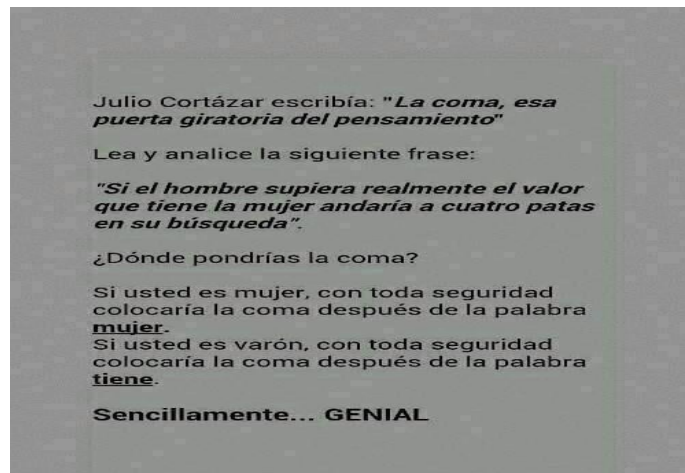 Julio Cortázar escribía: "La coma, esa
puerta giratoria del pensamiento"
Lea y analice la siguiente frase:
"Si el hombre supiera realmente el valor
que tiene la mujer andaría a cuatro patas
en su búsqueda".
¿Dónde pondrías la coma?
Si usted es mujer, con toda seguridad
colocaría la coma después de la palabra
mujer.
Si usted es varón, con toda seguridad
colocaría la coma después de la palabra
tiene.
Sencillamente... GENIAL